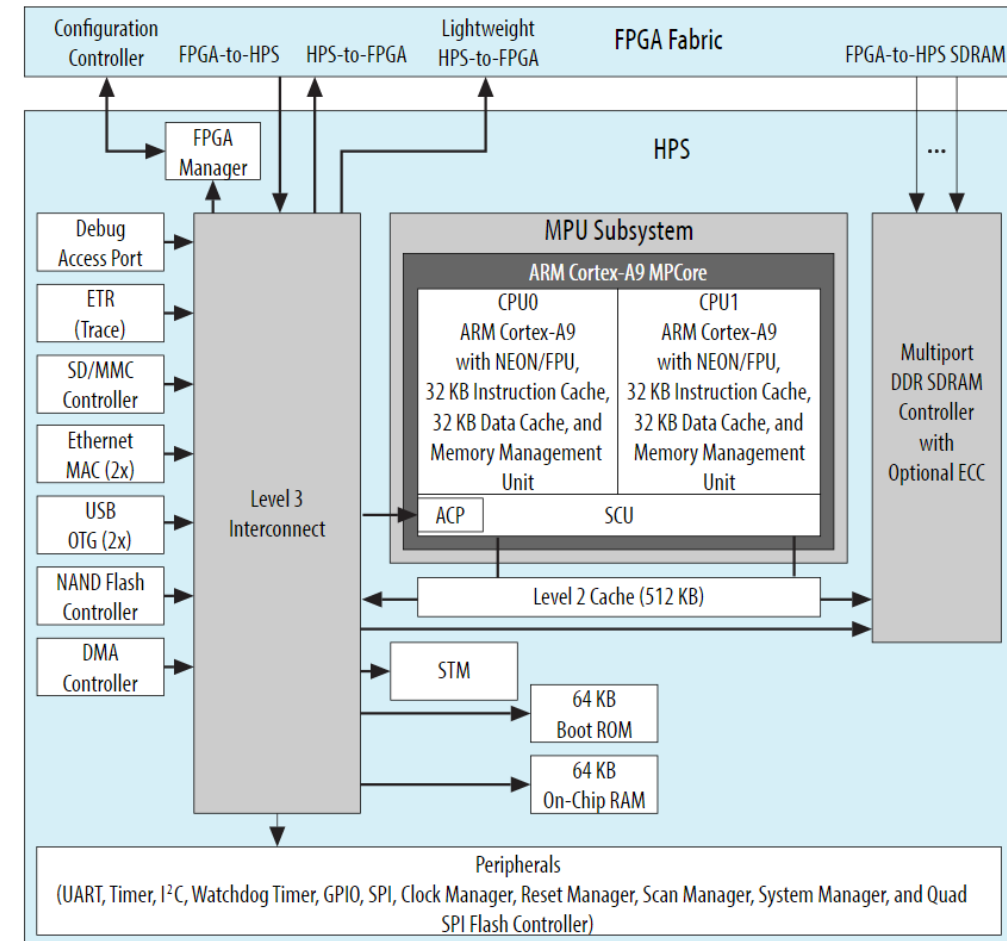 Configuration
Controller
FPGA-to-HPS
HPS-to-FPGA
Lightweight
HPS-to-FPGA
FPGA Fabric
FPGA-to-HPS SDRAM
FPGA
Manager
HPS
...
Debug
Access Port
ETR
(Trace)
SD/MMC
Controller
Ethernet
MAC (2x)
USB
OTG (2x)
NAND Flash
Controller
DMA
Controller
Level 3
Interconnect
MPU Subsystem
ARM Cortex-A9 MPCore
CPU0
ARM Cortex-A9
with NEON/FPU,
32 KB Instruction Cache,
32 KB Data Cache, and
Memory Management
Unit
CPU1
ARM Cortex-A9
with NEON/FPU,
32 KB Instruction Cache,
32 KB Data Cache, and
Memory Management
Unit
ACP
SCU
Level 2 Cache (512 KB)
Multiport
DDR SDRAM
Controller
with
Optional ECC
STM
64 KB
Boot ROM
64 KB
On-Chip RAM
Peripherals
(UART, Timer, I²C, Watchdog Timer, GPIO, SPI, Clock Manager, Reset Manager, Scan Manager, System Manager, and Quad
SPI Flash Controller)